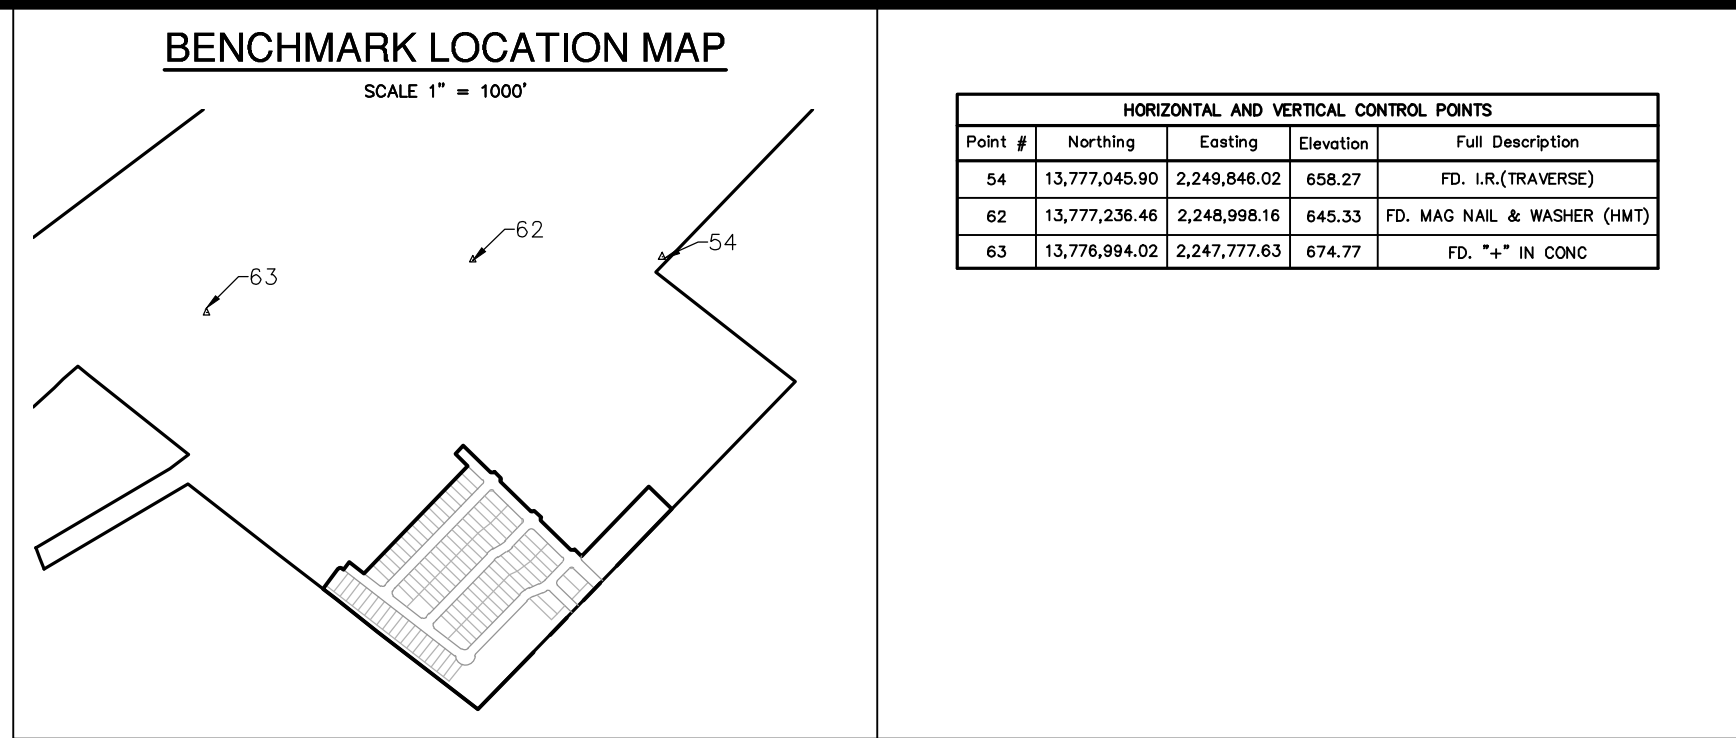 BENCHMARK LOCATION MAP
SCALE 1" = 1000'
62
54
63
HORIZONTAL AND VERTICAL CONTROL POINTS
Point # Northing Easting Elevation Full Description
54 13,777,045.90 2,249,846.02 658.27 FD. I.R.(TRAVERSE)
62 13,777,236.46 2,248,998.16 645.33 FD. MAG NAIL & WASHER (HMT)
63 13,776,994.02 2,247,777.63 674.77 FD. "+" IN CONC